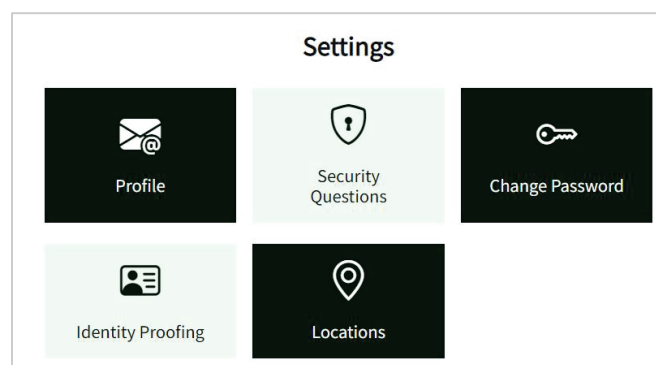 Settings
Profile
Security
Questions
Change Password
Identity Proofing
Locations